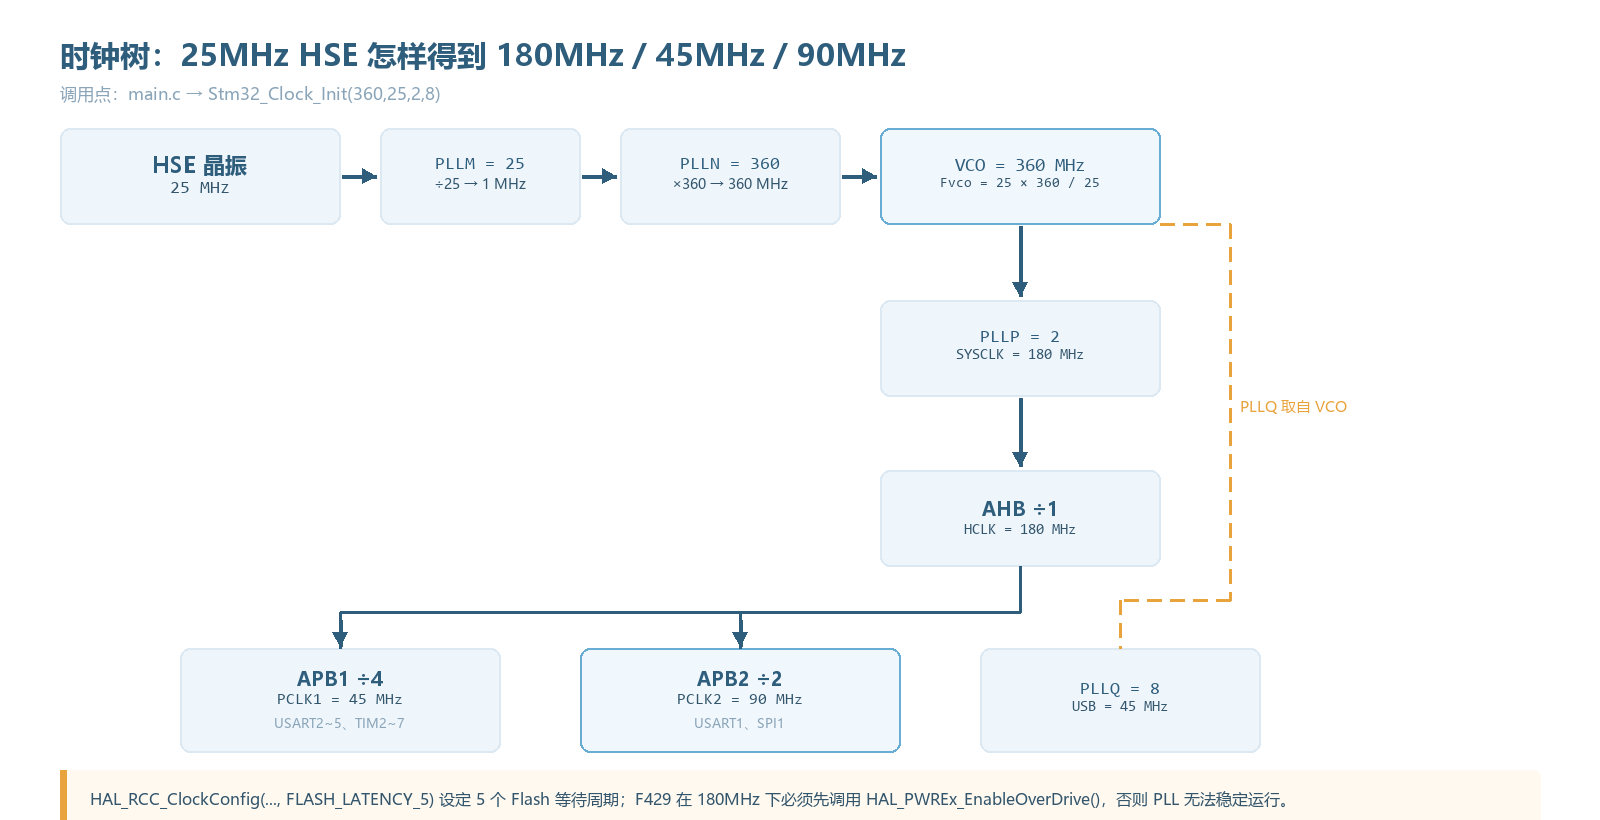 时钟树：25MHz HSE 怎样得到 180MHz / 45MHz / 90MHz
调用点：main.c → Stm32_Clock_Init(360,25,2,8)
HSE 晶振
25 MHz
PLLM = 25
÷25 → 1 MHz
PLLN = 360
×360 → 360 MHz
VCO = 360 MHz
Fvco = 25 × 360 / 25
PLLP = 2
SYSCLK = 180 MHz
PLLQ 取自 VCO
AHB ÷1
HCLK = 180 MHz
APB1 ÷4
PCLK1 = 45 MHz
USART2~5、TIM2~7
APB2 ÷2
PCLK2 = 90 MHz
USART1、SPI1
PLLQ = 8
USB = 45 MHz
HAL_RCC_ClockConfig(..., FLASH_LATENCY_5) 设定 5 个 Flash 等待周期；F429 在 180MHz 下必须先调用 HAL_PWREx_EnableOverDrive()，否则 PLL 无法稳定运行。